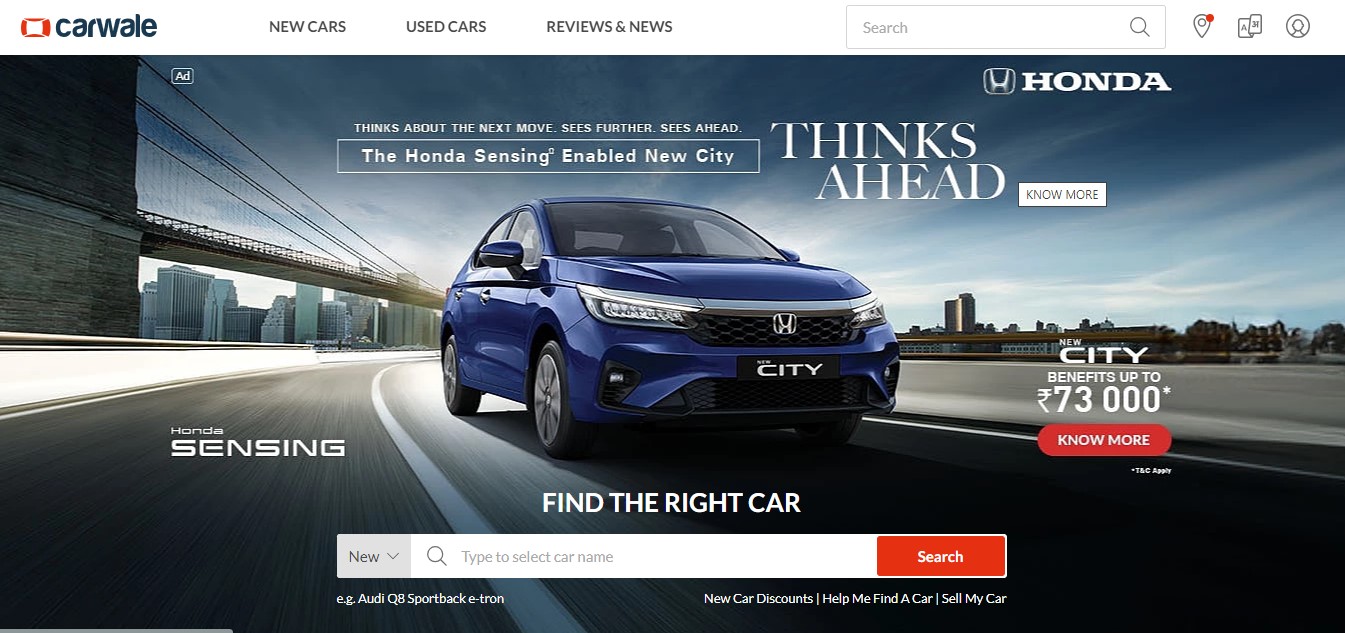 carwale
NEW CARS
USED CARS
REVIEWS & NEWS
Search
Ad
HONDA
THINKS ABOUT THE NEXT MOVE. SEES FURTHER. SEES AHEAD.
The Honda Sensing Enabled New City
THINKS
AHEAD
KNOW MORE
NEW
CITY
NEW
CITY
BENEFITS UP TO
₹73 000*
KNOW MORE
*T&C Apply
Honda
SENSING
FIND THE RIGHT CAR
New
Type to select car name
Search
e.g. Audi Q8 Sportback e-tron
New Car Discounts | Help Me Find A Car | Sell My Car